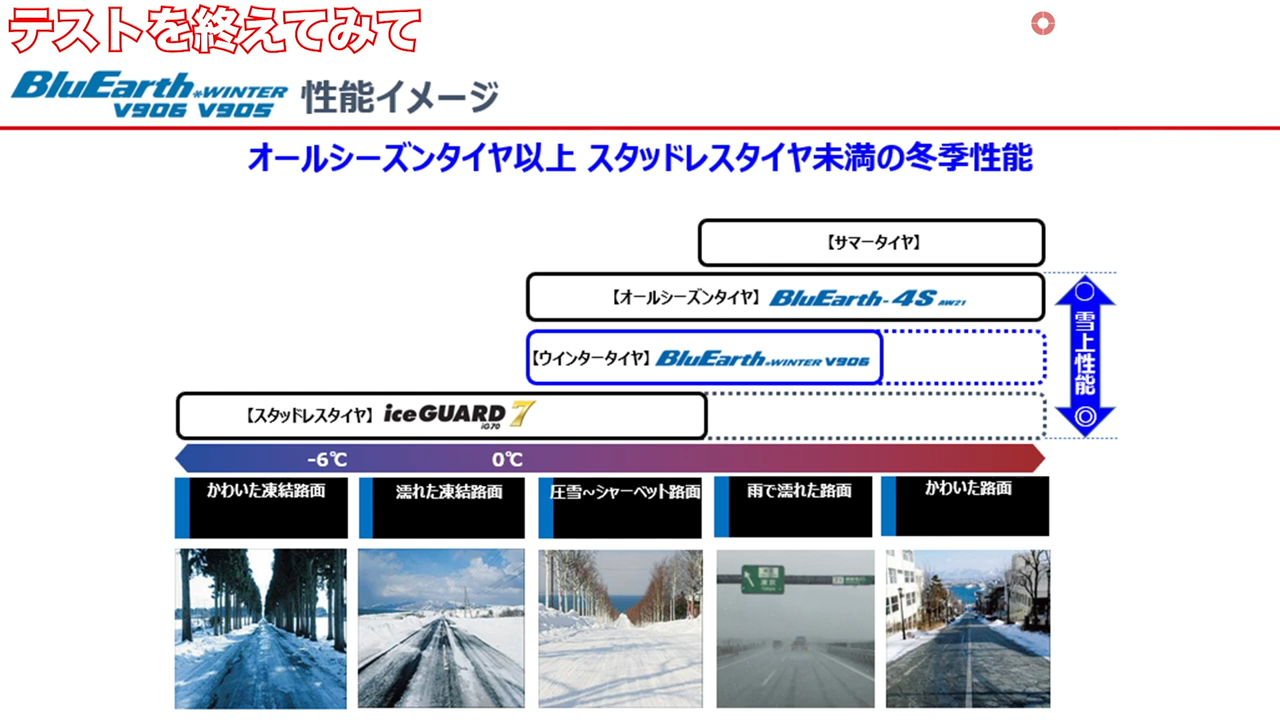 テストを終えてみて
BluEarth*WINTER
V906 V905
性能イメージ
オールシーズンタイヤ以上 スタッドレスタイヤ未満の冬季性能
【サマータイヤ】
【オールシーズンタイヤ】 BluEarth-4S AW21
【ウインタータイヤ】 BluEarth*WINTER V906
【スタッドレスタイヤ】 iceGUARD 7
iG70
◯雪上性能◎
-6℃ 0℃
かわいた凍結路面 濡れた凍結路面 圧雪～シャーベット路面 雨で濡れた路面 かわいた路面